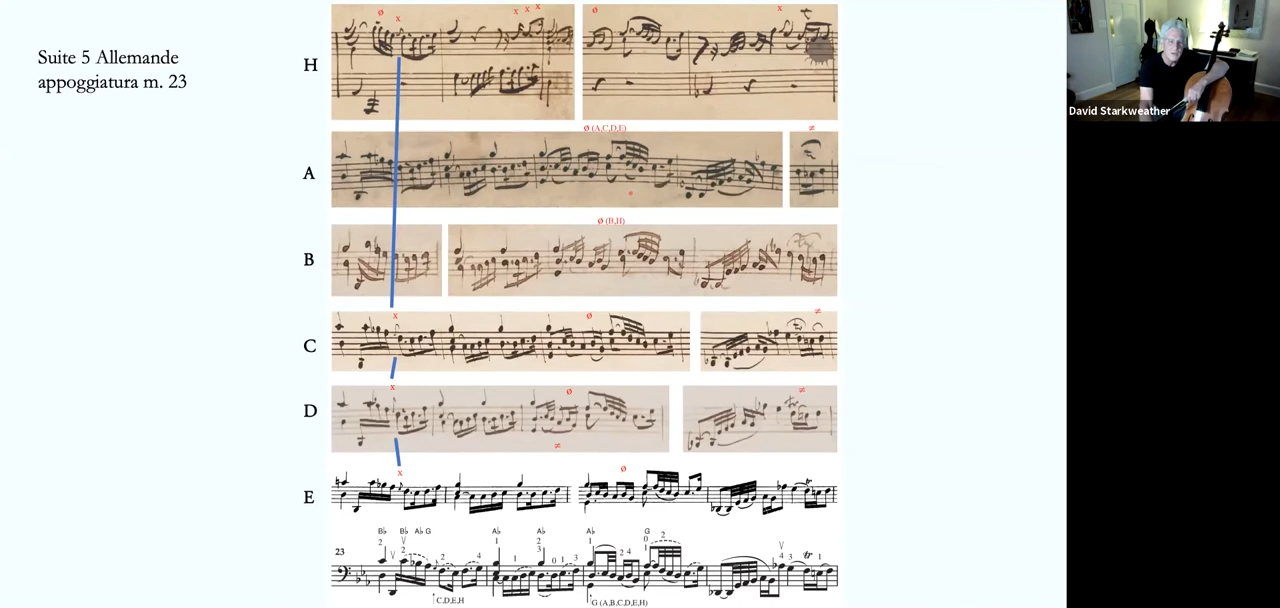 Suite 5 Allemande
appoggiatura m. 23
David Starkweather
H
ø x x x x ø x
A
ø (A,C,D,E) ≠
B
ø (B,H)
C
x ø ≠
D
x ø ≠
≠
E
x ø
B♭ B♭ A♭ G A♭ A♭ A♭ G
23
C,D,E,H
G (A,B,C,D,E,H)